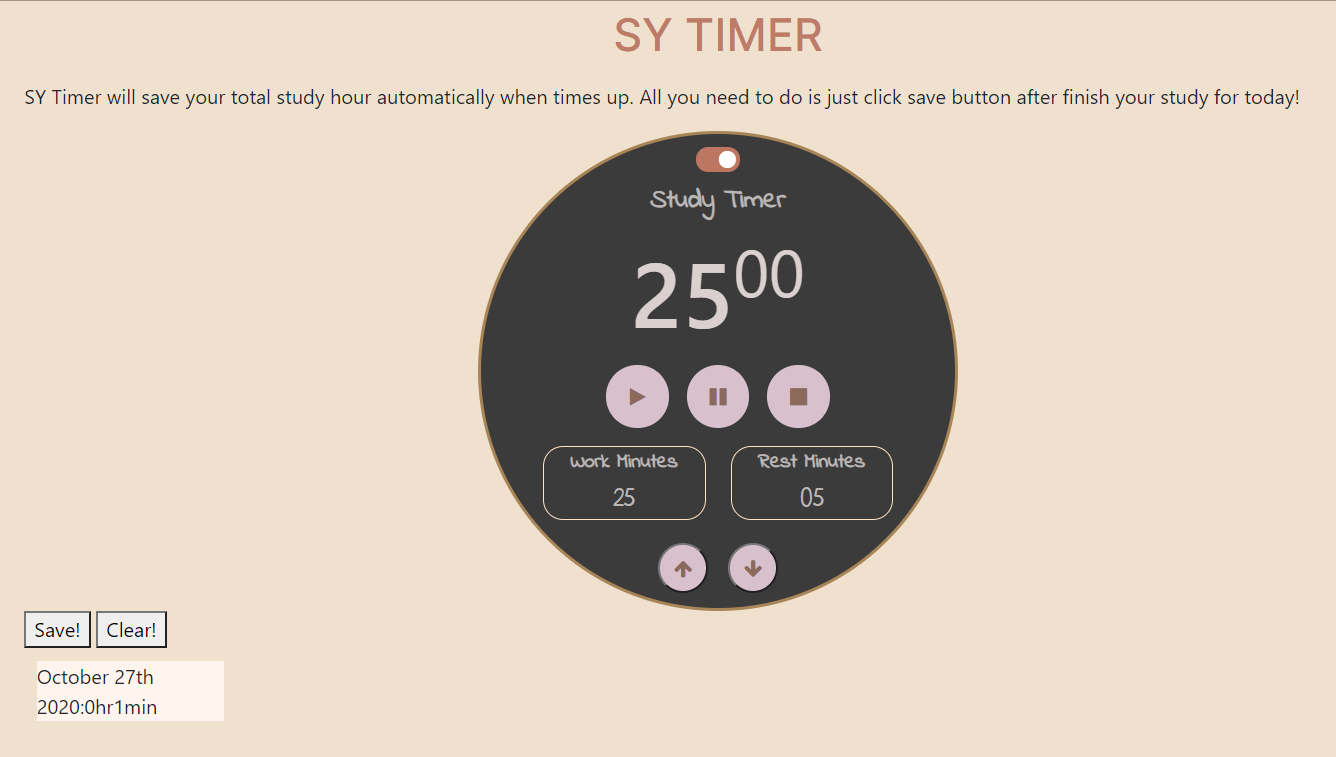 SY TIMER
SY Timer will save your total study hour automatically when times up. All you need to do is just click save button after finish your study for today!
Study Timer
25 00
Work Minutes Rest Minutes
25 05
Save! Clear!
October 27th
2020:0hr1min